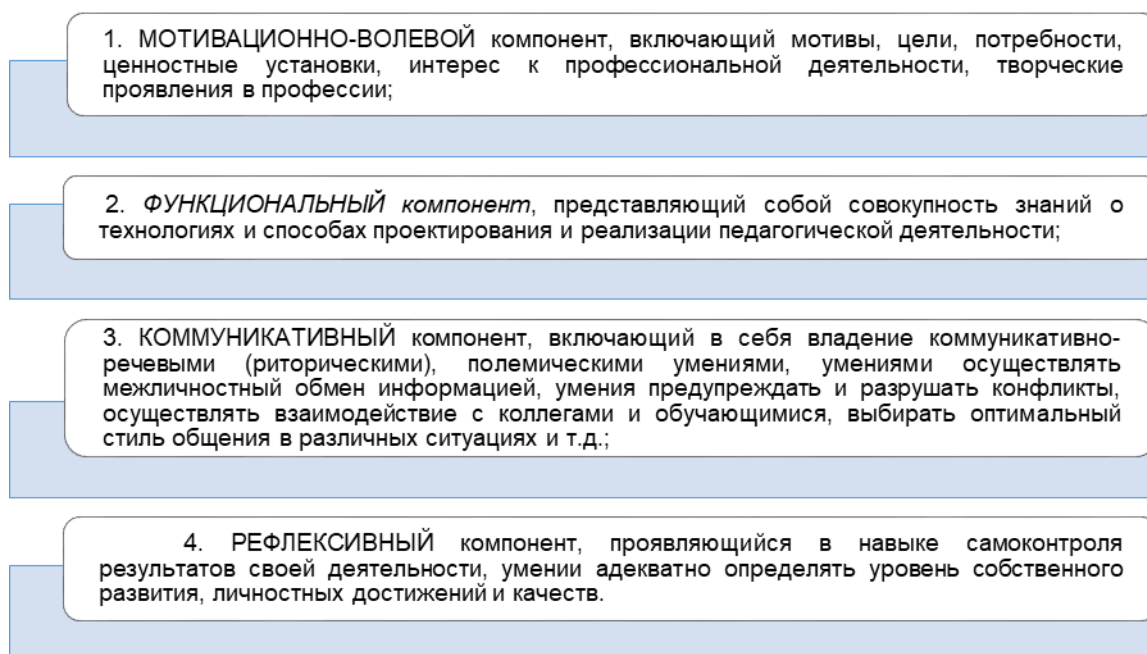 1. МОТИВАЦИОННО-ВОЛЕВОЙ компонент, включающий мотивы, цели, потребности,
ценностные установки, интерес к профессиональной деятельности, творческие
проявления в профессии;
2. ФУНКЦИОНАЛЬНЫЙ компонент, представляющий собой совокупность знаний о
технологиях и способах проектирования и реализации педагогической деятельности;
3. КОММУНИКАТИВНЫЙ компонент, включающий в себя владение коммуникативно-
речевыми (риторическими), полемическими умениями, умениями осуществлять
межличностный обмен информацией, умения предупреждать и разрушать конфликты,
осуществлять взаимодействие с коллегами и обучающимися, выбирать оптимальный
стиль общения в различных ситуациях и т.д.;
4. РЕФЛЕКСИВНЫЙ компонент, проявляющийся в навыке самоконтроля
результатов своей деятельности, умении адекватно определять уровень собственного
развития, личностных достижений и качеств.